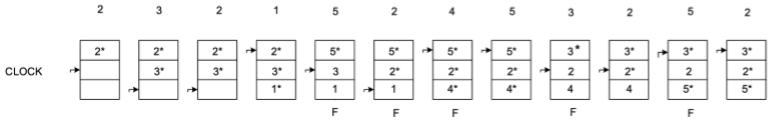 2 3 2 1 5 2 4 5 3 2 5 2
2* 2* 2* 2* 5* 5* 5* 5* 3* 3* 3* 3*
CLOCK 3* 3* 3* 3 2* 2* 2* 2 2* 2 2*
1* 1 1 4* 4* 4 4 5* 5*
F F F F F